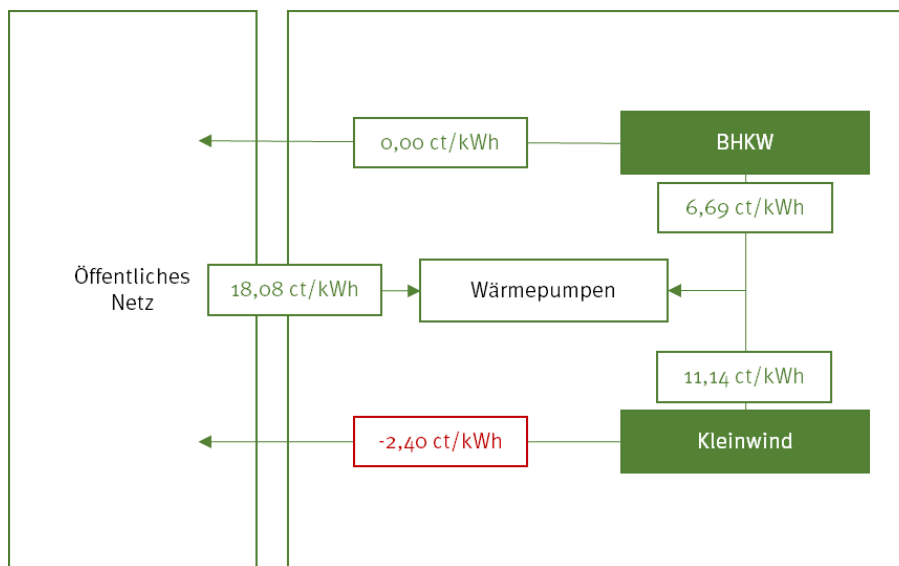 0,00 ct/kWh
BHKW
6,69 ct/kWh
Öffentliches
Netz
18,08 ct/kWh
Wärmepumpen
11,14 ct/kWh
-2,40 ct/kWh
Kleinwind